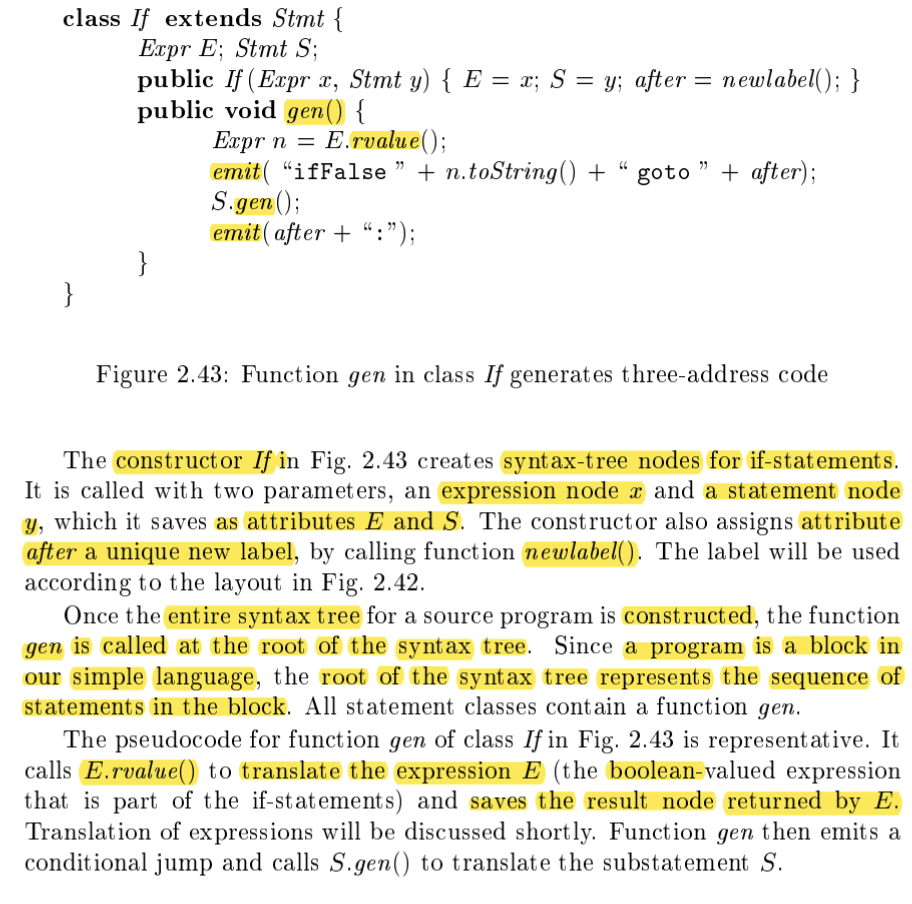 class If extends Stmt {
Expr E; Stmt S;
public If (Expr x, Stmt y) { E = x; S = y; after = newlabel(); }
public void gen() {
Expr n = E.rvalue();
emit( “ifFalse ” + n.toString() + “ goto ” + after);
S.gen();
emit(after + “:”);
}
}
Figure 2.43: Function gen in class If generates three-address code
The constructor If in Fig. 2.43 creates syntax-tree nodes for if-statements.
It is called with two parameters, an expression node x and a statement node
y, which it saves as attributes E and S. The constructor also assigns attribute
after a unique new label, by calling function newlabel(). The label will be used
according to the layout in Fig. 2.42.
Once the entire syntax tree for a source program is constructed, the function
gen is called at the root of the syntax tree. Since a program is a block in
our simple language, the root of the syntax tree represents the sequence of
statements in the block. All statement classes contain a function gen.
The pseudocode for function gen of class If in Fig. 2.43 is representative. It
calls E.rvalue() to translate the expression E (the boolean-valued expression
that is part of the if-statements) and saves the result node returned by E.
Translation of expressions will be discussed shortly. Function gen then emits a
conditional jump and calls S.gen() to translate the substatement S.